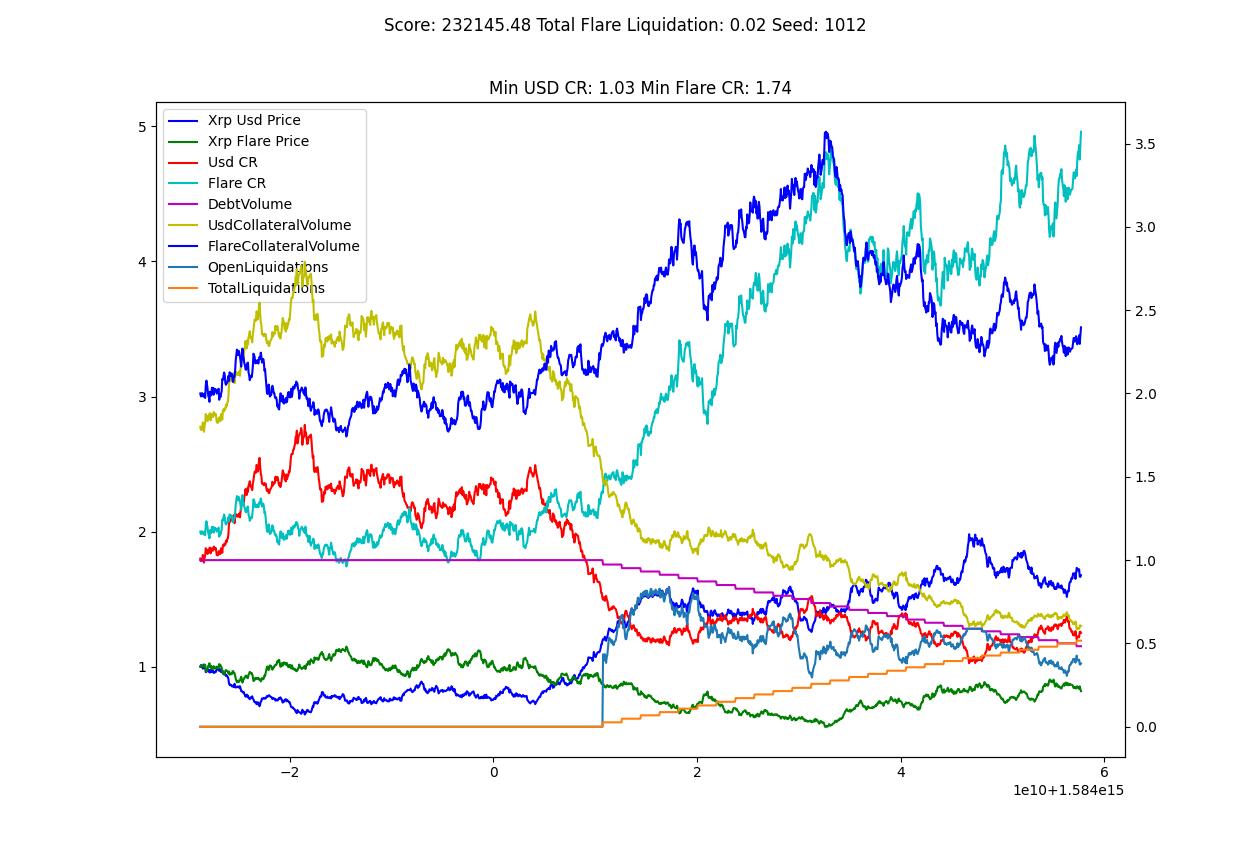 Score: 232145.48 Total Flare Liquidation: 0.02 Seed: 1012
Min USD CR: 1.03 Min Flare CR: 1.74
Xrp Usd Price
Xrp Flare Price
Usd CR
Flare CR
DebtVolume
UsdCollateralVolume
FlareCollateralVolume
OpenLiquidations
TotalLiquidations
5
4
3
2
1
3.5
3.0
2.5
2.0
1.5
1.0
0.5
0.0
−2
0
2
4
6
1e10+1.584e15